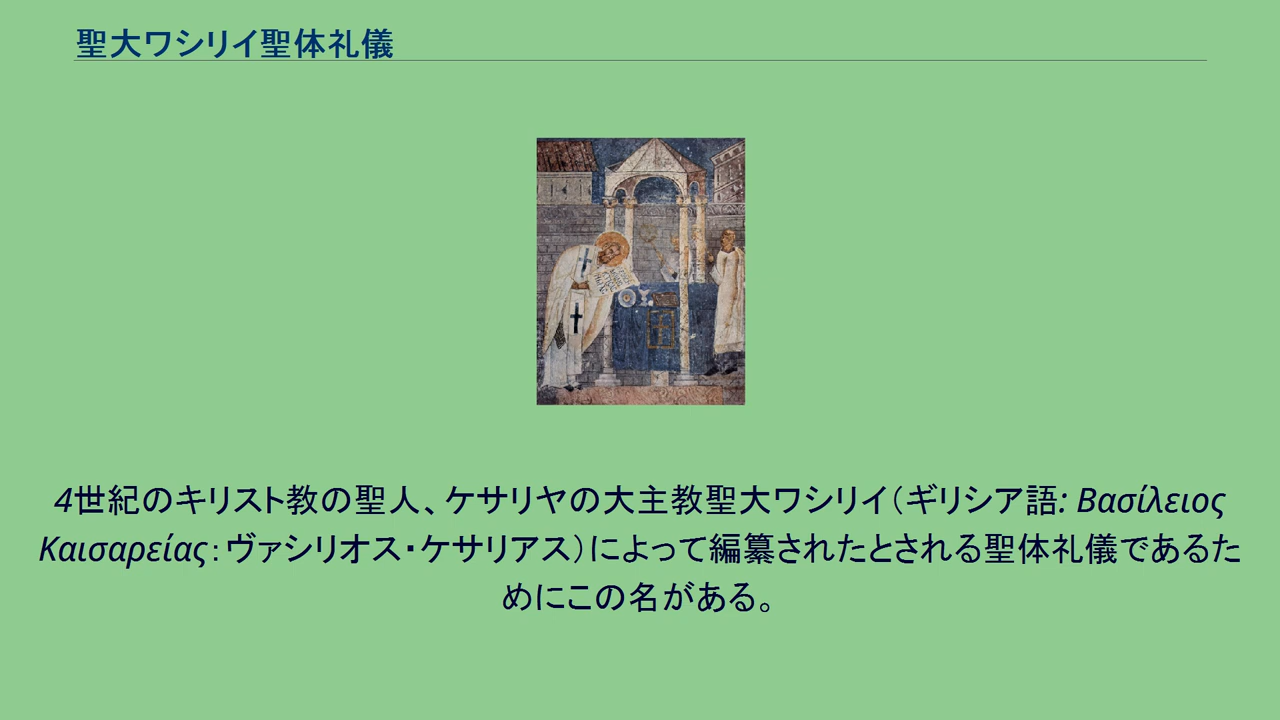 聖大ワシリイ聖体礼儀
4世紀のキリスト教の聖人、ケサリヤの大主教聖大ワシリイ（ギリシア語: Βασίλειος
Καισαρείας：ヴァシリオス・ケサリアス）によって編纂されたとされる聖体礼儀であるた
めにこの名がある。